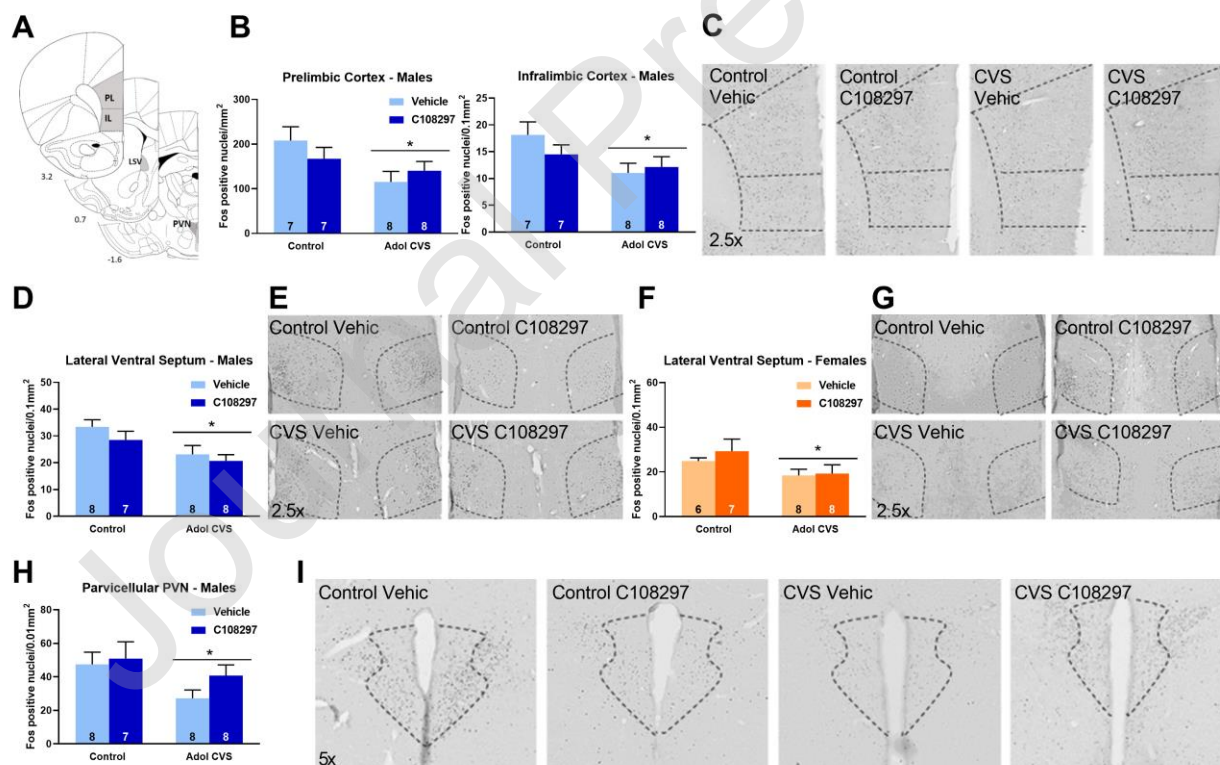 A
PL
IL
LSV
PVN
3.2
0.7
-1.6
B
Prelimbic Cortex - Males
Fos positive nuclei/mm²
300
200
100
0
Vehicle
C108297
*
7
7
8
8
Control
Adol CVS
Infralimbic Cortex - Males
Fos positive nuclei/0.1mm²
25
20
15
10
5
0
*
7
7
8
8
Control
Adol CVS
C
Control
Vehic
Control
C108297
CVS
Vehic
CVS
C108297
2.5x
D
Lateral Ventral Septum - Males
Fos positive nuclei/0.1mm²
50
40
30
20
10
0
Vehicle
C108297
*
8
7
8
8
Control
Adol CVS
E
Control Vehic
Control C108297
CVS Vehic
CVS C108297
2.5x
F
Lateral Ventral Septum - Females
Fos positive nuclei/0.1mm²
60
40
20
0
Vehicle
C108297
*
6
7
8
8
Control
Adol CVS
G
Control Vehic
Control C108297
CVS Vehic
CVS C108297
2.5x
H
Parvicellular PVN - Males
Fos positive nuclei/0.01mm²
80
60
40
20
0
Vehicle
C108297
*
8
7
8
8
Control
Adol CVS
I
Control Vehic
Control C108297
CVS Vehic
CVS C108297
5x
Journal Pre